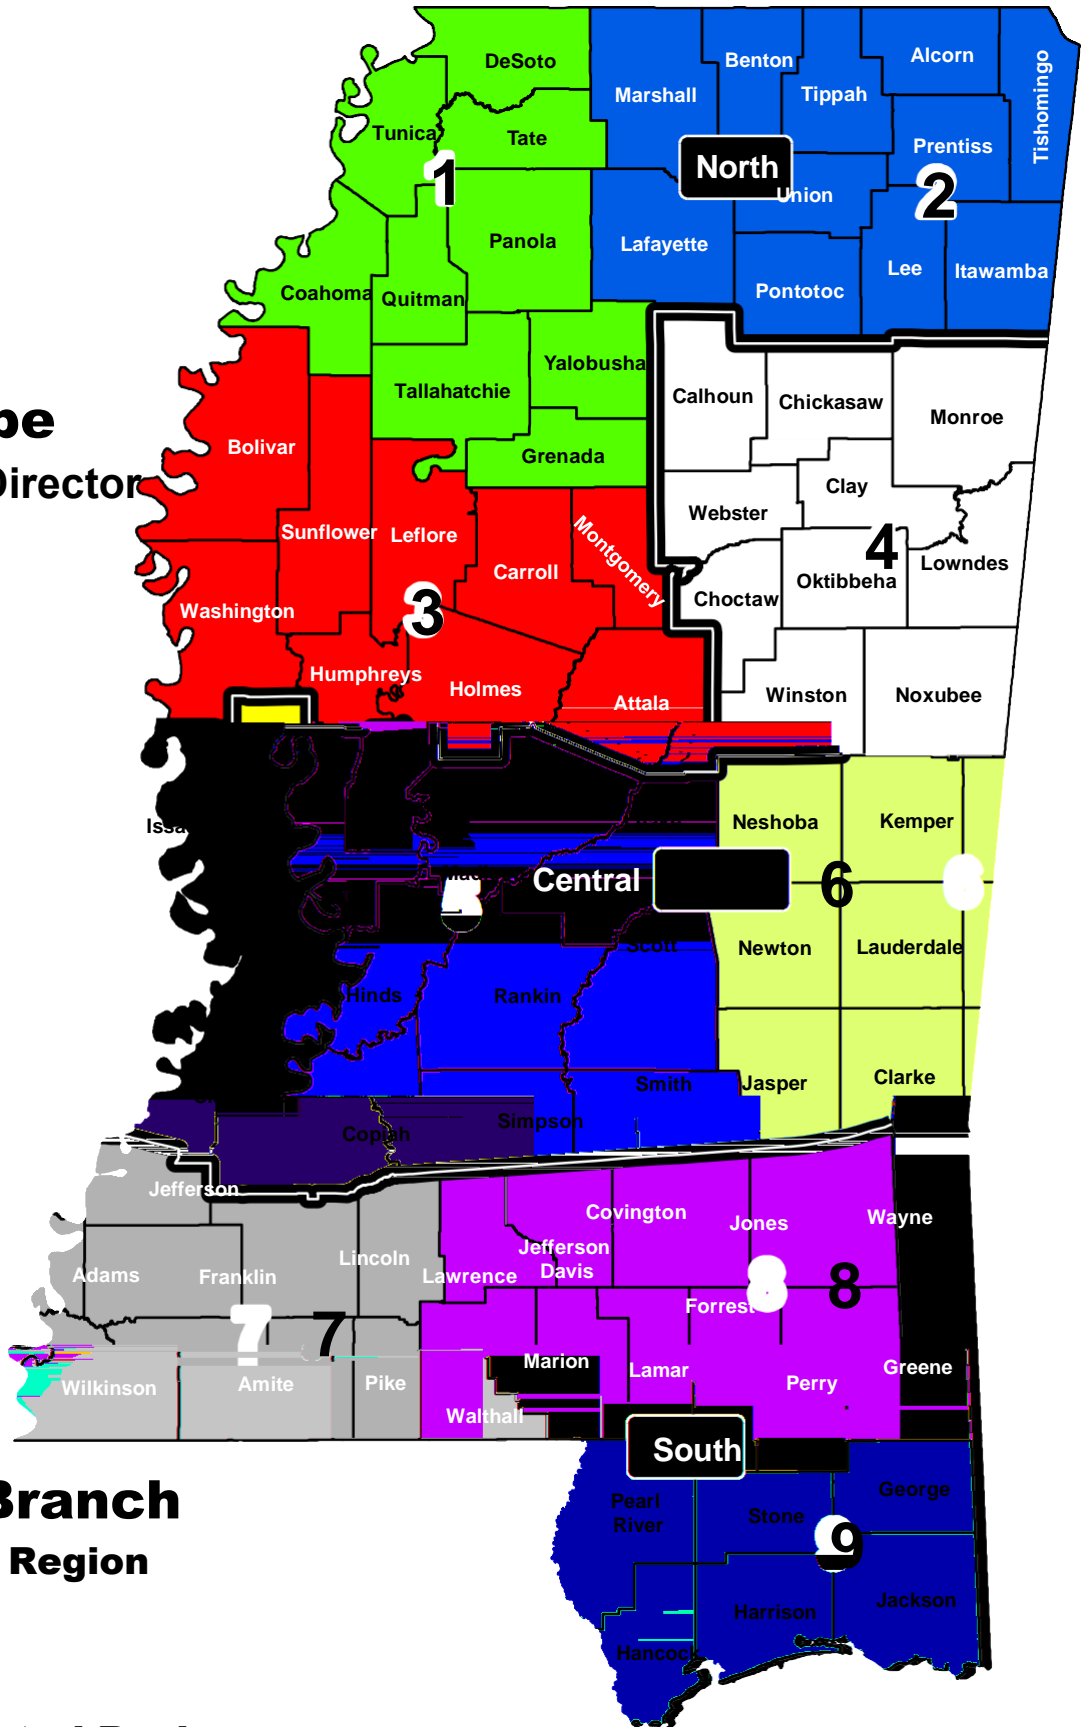 DeSoto
Alcorn
Benton
Tishomingo
Marshall
Tippah
Tunica
Tate
Prentiss
North
1
2
Union
Panola
Lafayette
Lee
Itawamba
Coahoma
Quitman
Pontotoc
Yalobusha
Tallahatchie
Calhoun
Chickasaw
Monroe
Bolivar
Grenada
Director
Clay
Webster
Sunflower
Leflore
Montgomery
4
Carroll
Lowndes
Oktibbeha
Choctaw
Washington
3
Humphreys
Holmes
Attala
Winston
Noxubee
Neshoba
Kemper
Central
6
5
6
Scott
Newton
Lauderdale
Hinds
Rankin
Smith
Jasper
Clarke
Simpson
Copiah
Jefferson
Covington
Jones
Wayne
Jefferson
Davis
Lincoln
Adams
Franklin
Lawrence
8
8
Forrest
7
7
Marion
Lamar
Greene
Wilkinson
Amite
Pike
Perry
Walthall
South
Branch
Region
Pearl
River
Stone
George
9
Harrison
Jackson
Hancock